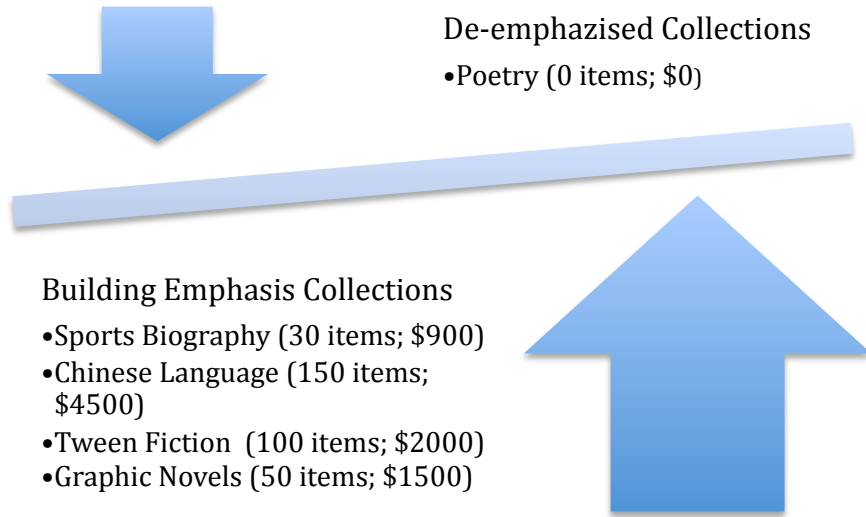 De-emphazised Collections
•Poetry (0 items; $0)
Building Emphasis Collections
•Sports Biography (30 items; $900)
•Chinese Language (150 items;
$4500)
•Tween Fiction  (100 items; $2000)
•Graphic Novels (50 items; $1500)